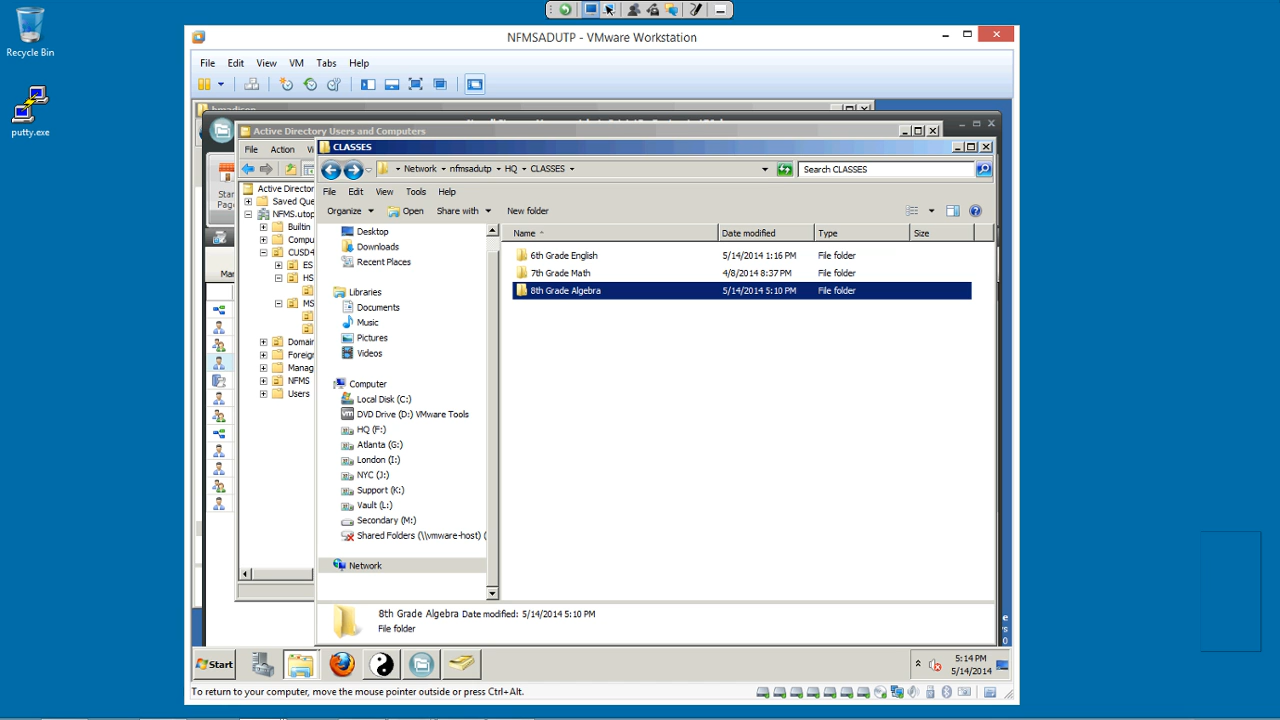 Recycle Bin
putty.exe
NFMSADUTP - VMware Workstation
File Edit View VM Tabs Help
hmadison
Active Directory Users and Computers
File Action
Active Director
Saved Que
NFMS.utop
Builtin
Compu
CUSD4
ES
HS
MS
Domai
Foreig
Manag
NFMS
Users
Star
Page
Mar
CLASSES
Network nfmsadutp HQ CLASSES
Search CLASSES
File Edit View Tools Help
Organize Open Share with New folder
Name Date modified Type Size
6th Grade English 5/14/2014 1:16 PM File folder
7th Grade Math 4/8/2014 8:37 PM File folder
8th Grade Algebra 5/14/2014 5:10 PM File folder
Desktop
Downloads
Recent Places
Libraries
Documents
Music
Pictures
Videos
Computer
Local Disk (C:)
DVD Drive (D:) VMware Tools
HQ (F:)
Atlanta (G:)
London (I:)
NYC (J:)
Support (K:)
Vault (L:)
Secondary (M:)
Shared Folders (\\vmware-host) (
Network
8th Grade Algebra Date modified: 5/14/2014 5:10 PM
File folder
Start
5:14 PM
5/14/2014
To return to your computer, move the mouse pointer outside or press Ctrl+Alt.